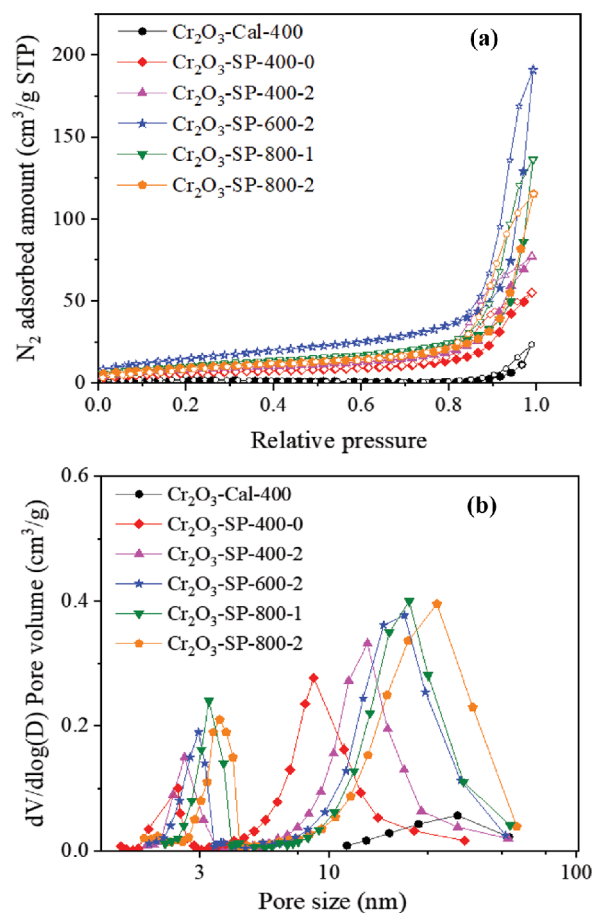 (a)
Cr₂O₃-Cal-400
Cr₂O₃-SP-400-0
Cr₂O₃-SP-400-2
Cr₂O₃-SP-600-2
Cr₂O₃-SP-800-1
Cr₂O₃-SP-800-2
N₂ adsorbed amount (cm³/g STP)
200
150
100
50
0
0.0 0.2 0.4 0.6 0.8 1.0
Relative pressure
(b)
Cr₂O₃-Cal-400
Cr₂O₃-SP-400-0
Cr₂O₃-SP-400-2
Cr₂O₃-SP-600-2
Cr₂O₃-SP-800-1
Cr₂O₃-SP-800-2
dV/dlog(D) Pore volume (cm³/g)
0.6
0.4
0.2
0.0
3 10 100
Pore size (nm)